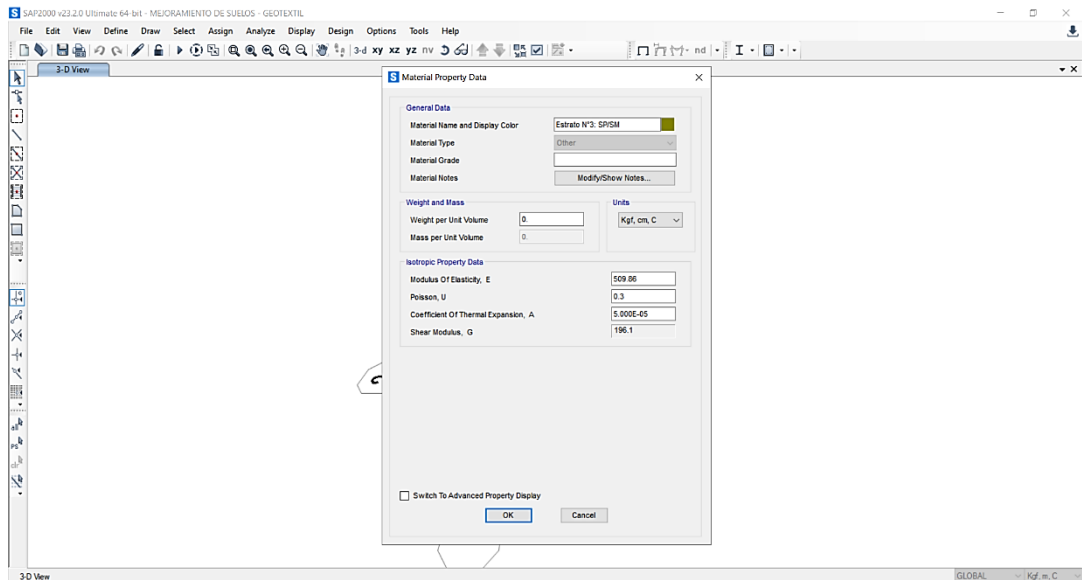 SAP2000 v23.2.0 Ultimate 64-bit - MEJORAMIENTO DE SUELOS - GEOTEXTIL
File Edit View Define Draw Select Assign Analyze Display Design Options Tools Help
3-d xy xz yz nv
nd
3-D View
Material Property Data
General Data
Material Name and Display Color Estrato N°3: SP/SM
Material Type Other
Material Grade
Material Notes Modify/Show Notes...
Weight and Mass Units
Weight per Unit Volume 0. Kgf, cm, C
Mass per Unit Volume 0.
Isotropic Property Data
Modulus Of Elasticity, E 509.86
Poisson, U 0.3
Coefficient Of Thermal Expansion, A 5.000E-05
Shear Modulus, G 196.1
all
PS
clr
Switch To Advanced Property Display
OK Cancel
3-D View GLOBAL Kgf, m, C